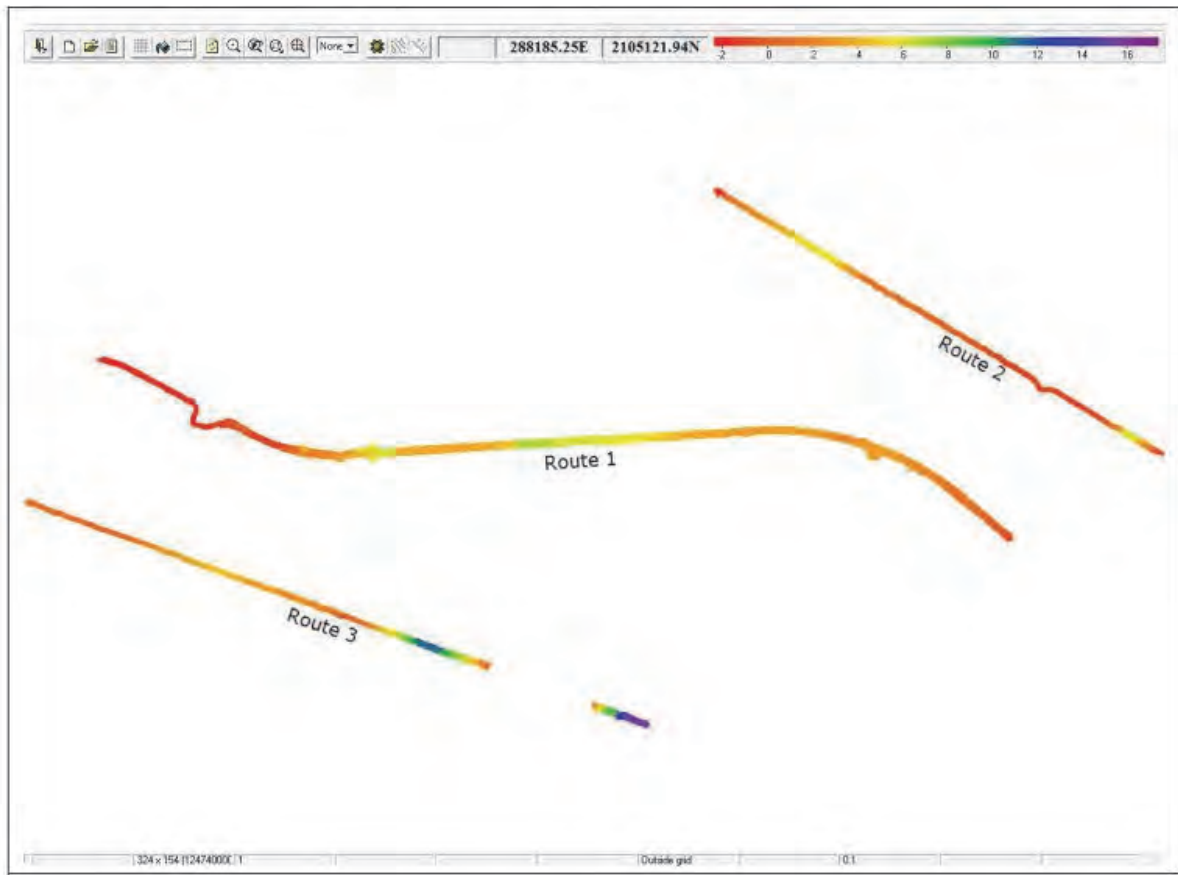 None 288185.25E 2105121.94N
-2 0 2 4 6 8 10 12 14 16
Route 2
Route 1
Route 3
324 x 154 [12474000( 1 Outside grid 0.1